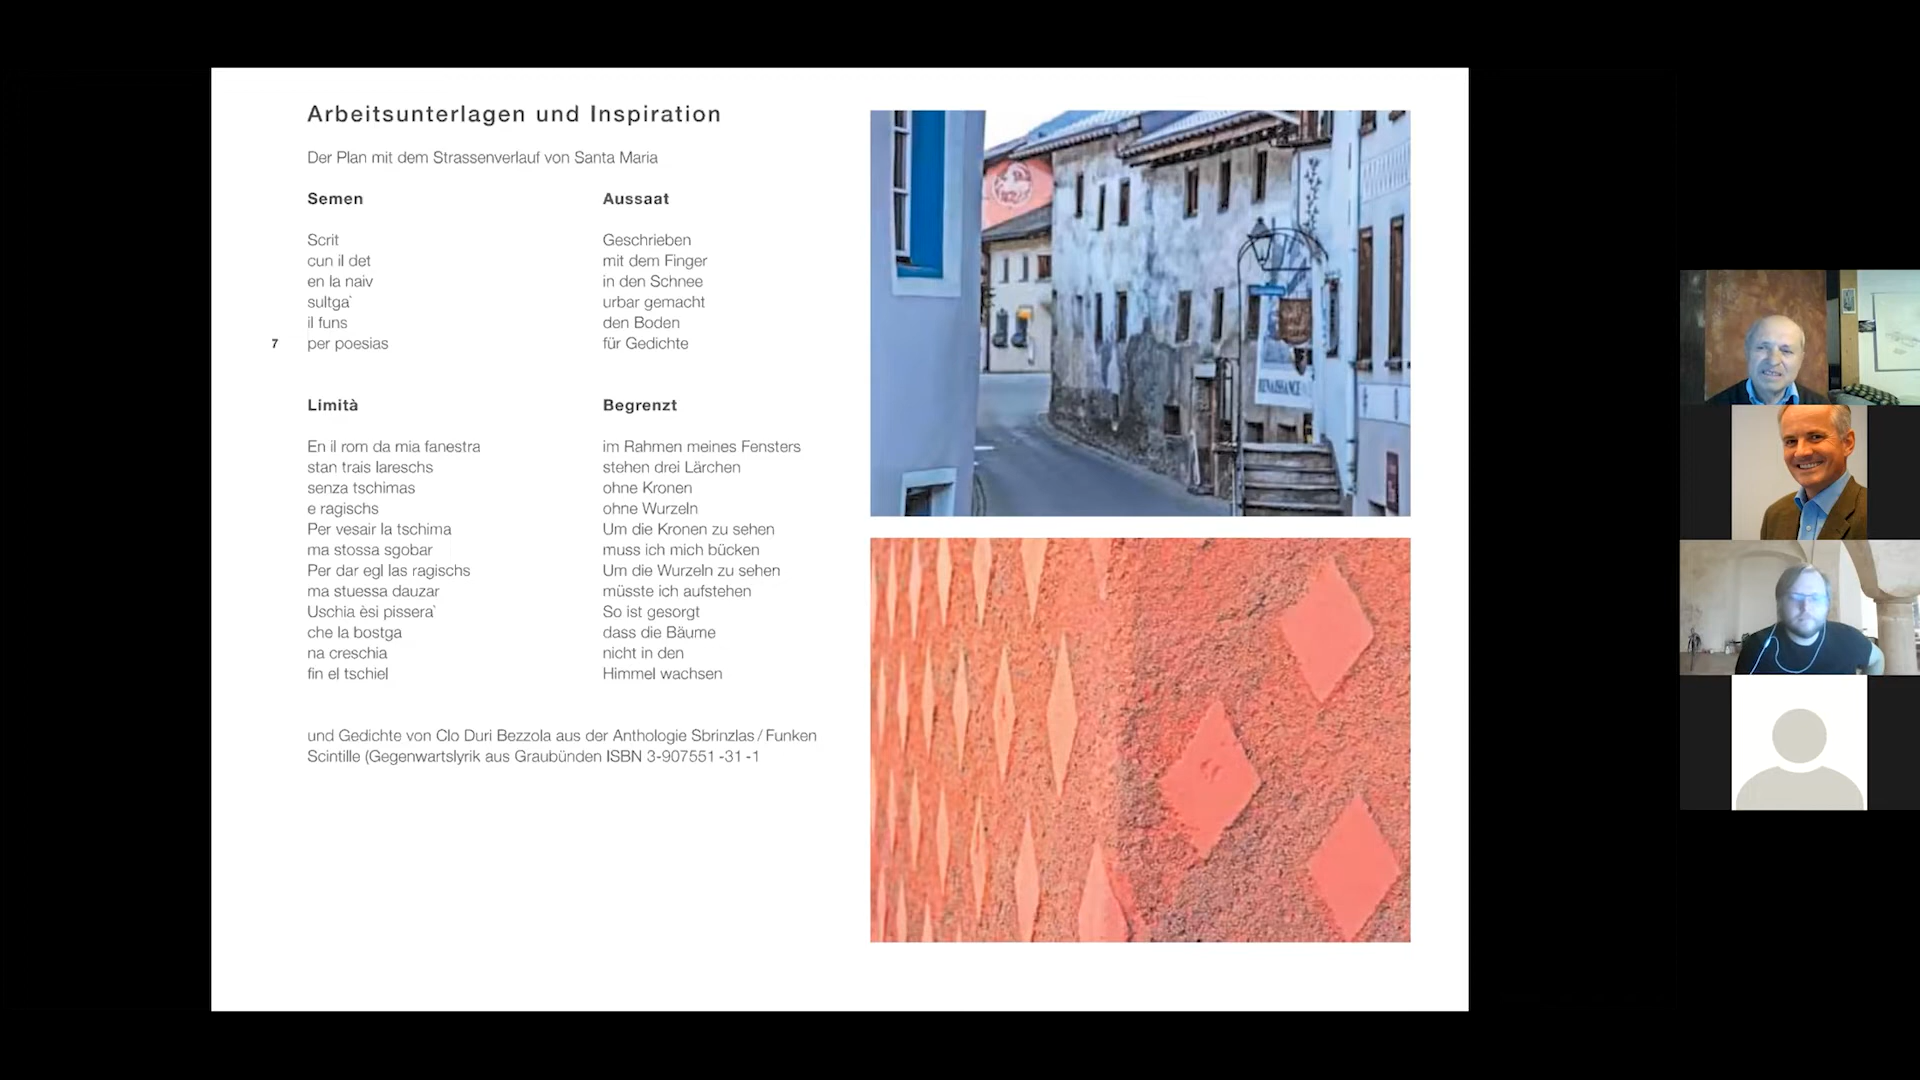 Arbeitsunterlagen und Inspiration
Der Plan mit dem Strassenverlauf von Santa Maria
Semen
Scrit
cun il det
en la naiv
sultga`
il funs
7
per poesias
Aussaat
Geschrieben
mit dem Finger
in den Schnee
urbar gemacht
den Boden
für Gedichte
Limità
En il rom da mia fanestra
stan trais lareschs
senza tschimas
e ragischs
Per vesair la tschima
ma stossa sgobar
Per dar egl las ragischs
ma stuessa dauzar
Uschia èsi pissera`
che la bostga
na creschia
fin el tschiel
Begrenzt
im Rahmen meines Fensters
stehen drei Lärchen
ohne Kronen
ohne Wurzeln
Um die Kronen zu sehen
muss ich mich bücken
Um die Wurzeln zu sehen
müsste ich aufstehen
So ist gesorgt
dass die Bäume
nicht in den
Himmel wachsen
und Gedichte von Clo Duri Bezzola aus der Anthologie Sbrinzlas / Funken
Scintille (Gegenwartslyrik aus Graubünden ISBN 3-907551 -31 -1
RENAISSANCE